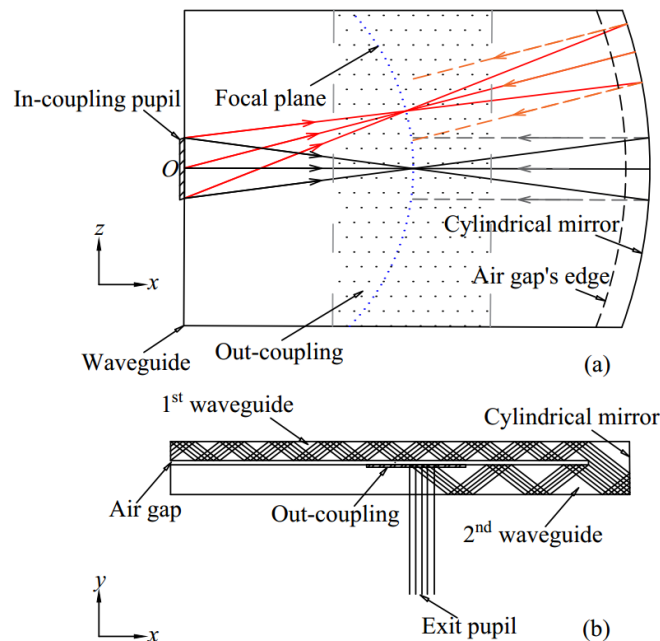 In-coupling pupil
Focal plane
O
z
x
Cylindrical mirror
Air gap's edge
Waveguide
Out-coupling
(a)
1st waveguide
Cylindrical mirror
Air gap
Out-coupling
2nd waveguide
y
x
Exit pupil
(b)